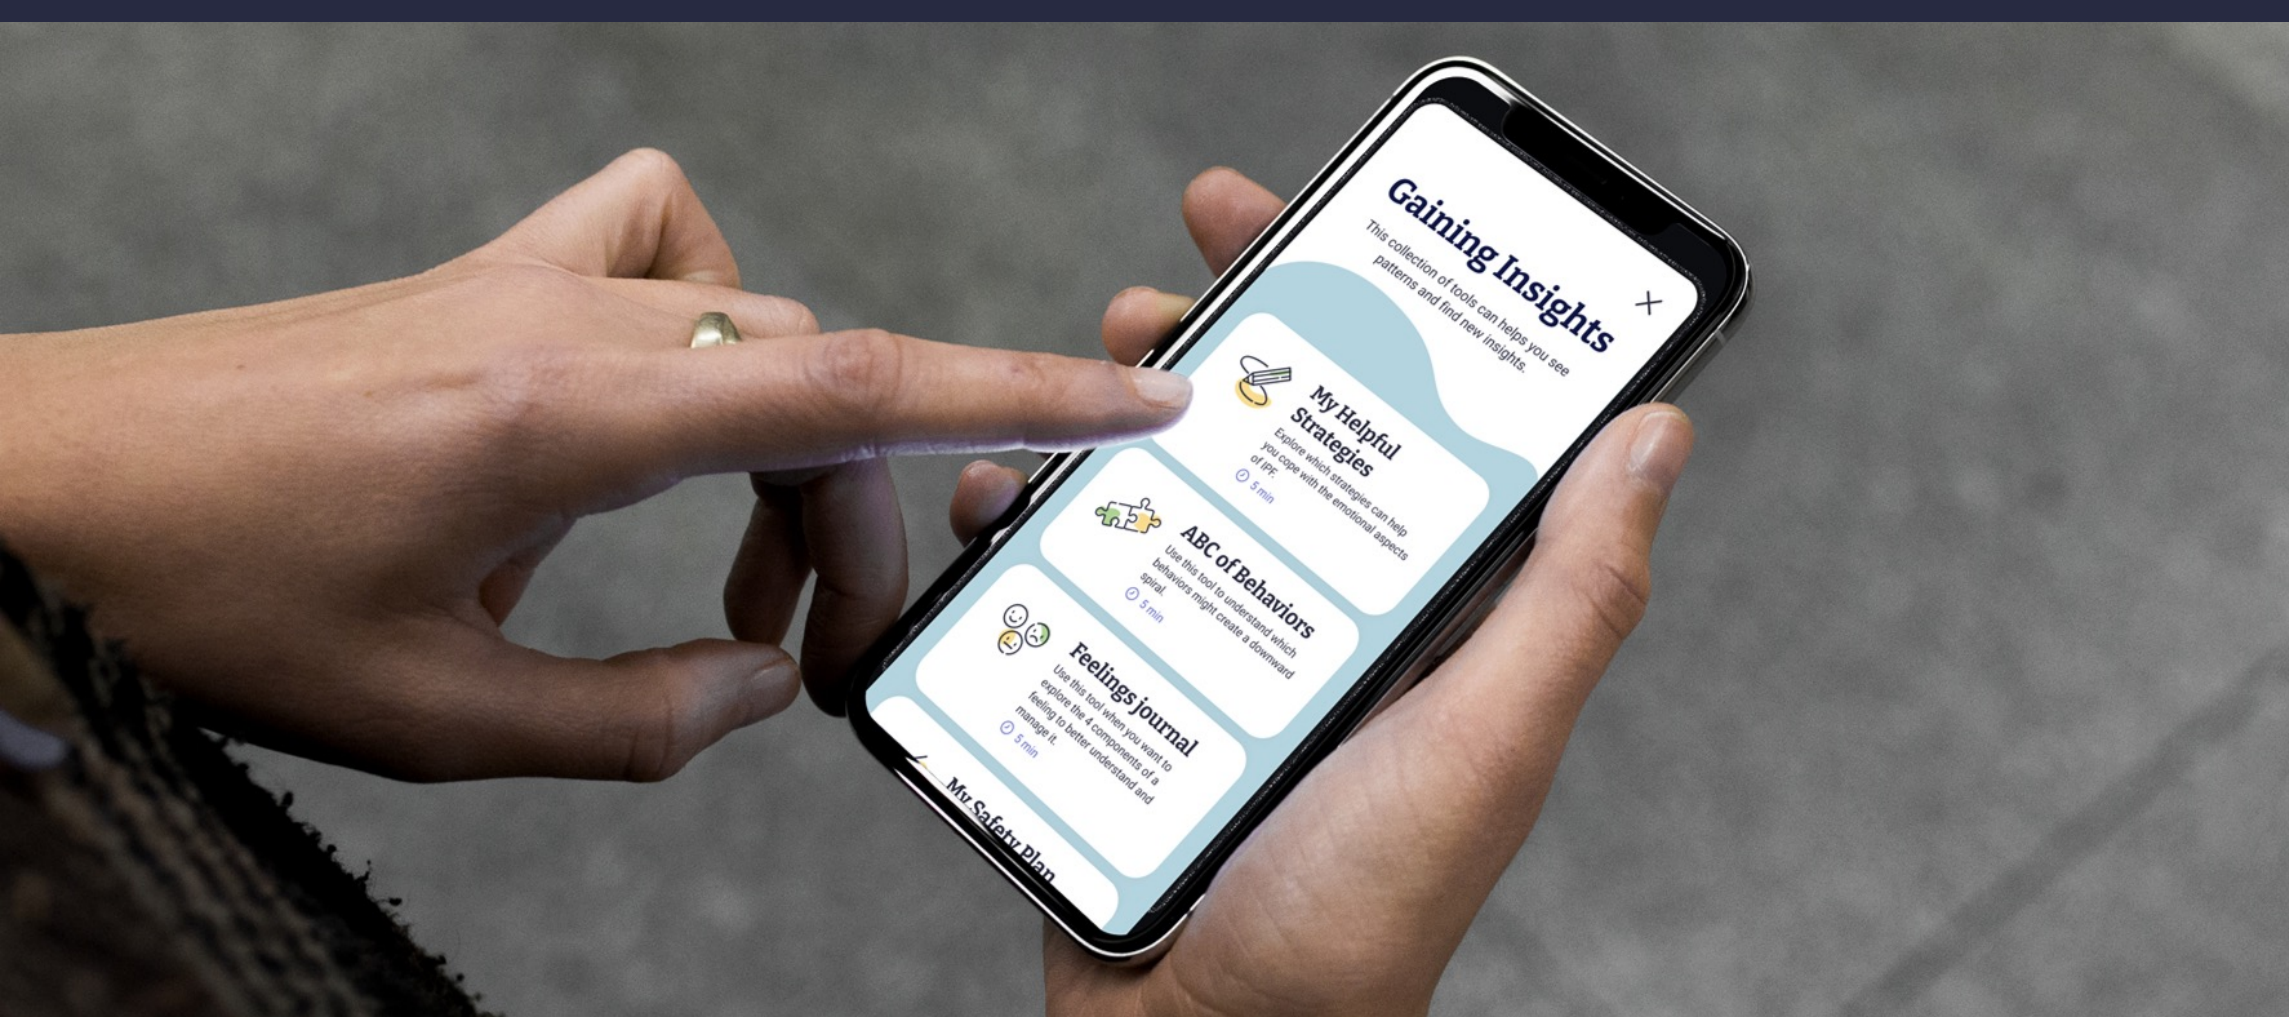 Gaining Insights
This collection of tools can helps you see
patterns and find new insights.
My Helpful
Strategies
Explore which strategies can help
you cope with the emotional aspects
of IPF.
5 min
ABC of Behaviors
Use this tool to understand which
behaviors might create a downward
spiral.
5 min
Feelings journal
Use this tool when you want to
explore the 4 components of a
feeling to better understand and
manage it.
5 min
My Safety Plan